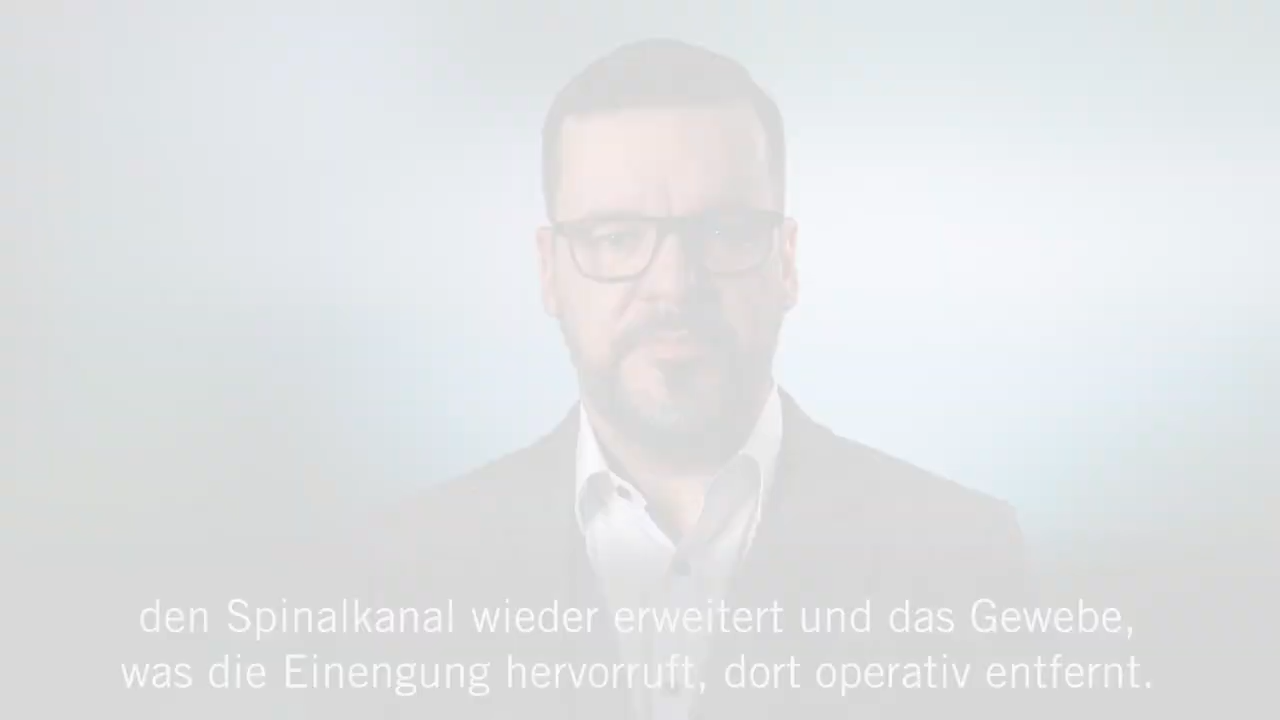 den Spinalkanal wieder erweitert und das Gewebe,
was die Einengung hervorruft, dort operativ entfernt.